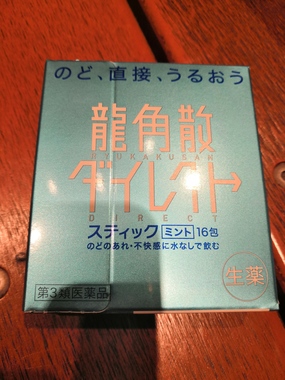 のど、直接、うるおう
龍角散
RYUKAKUSAN
ダイレクト
DIRECT
スティック ミント 16包
のどのあれ・不快感に水なしで飲む
第3類医薬品
生薬